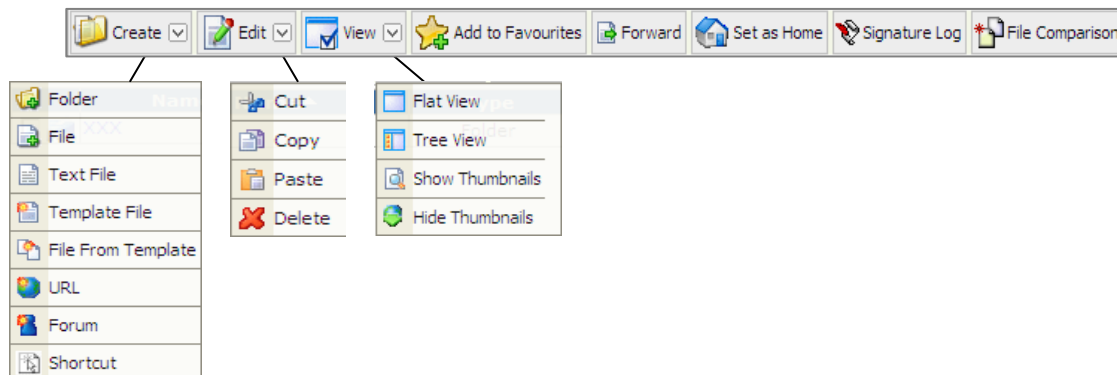 Create Edit View Add to Favourites Forward Set as Home Signature Log File Comparison
Folder
File
Text File
Template File
File From Template
URL
Forum
Shortcut
Cut
Copy
Paste
Delete
Flat View
Tree View
Show Thumbnails
Hide Thumbnails